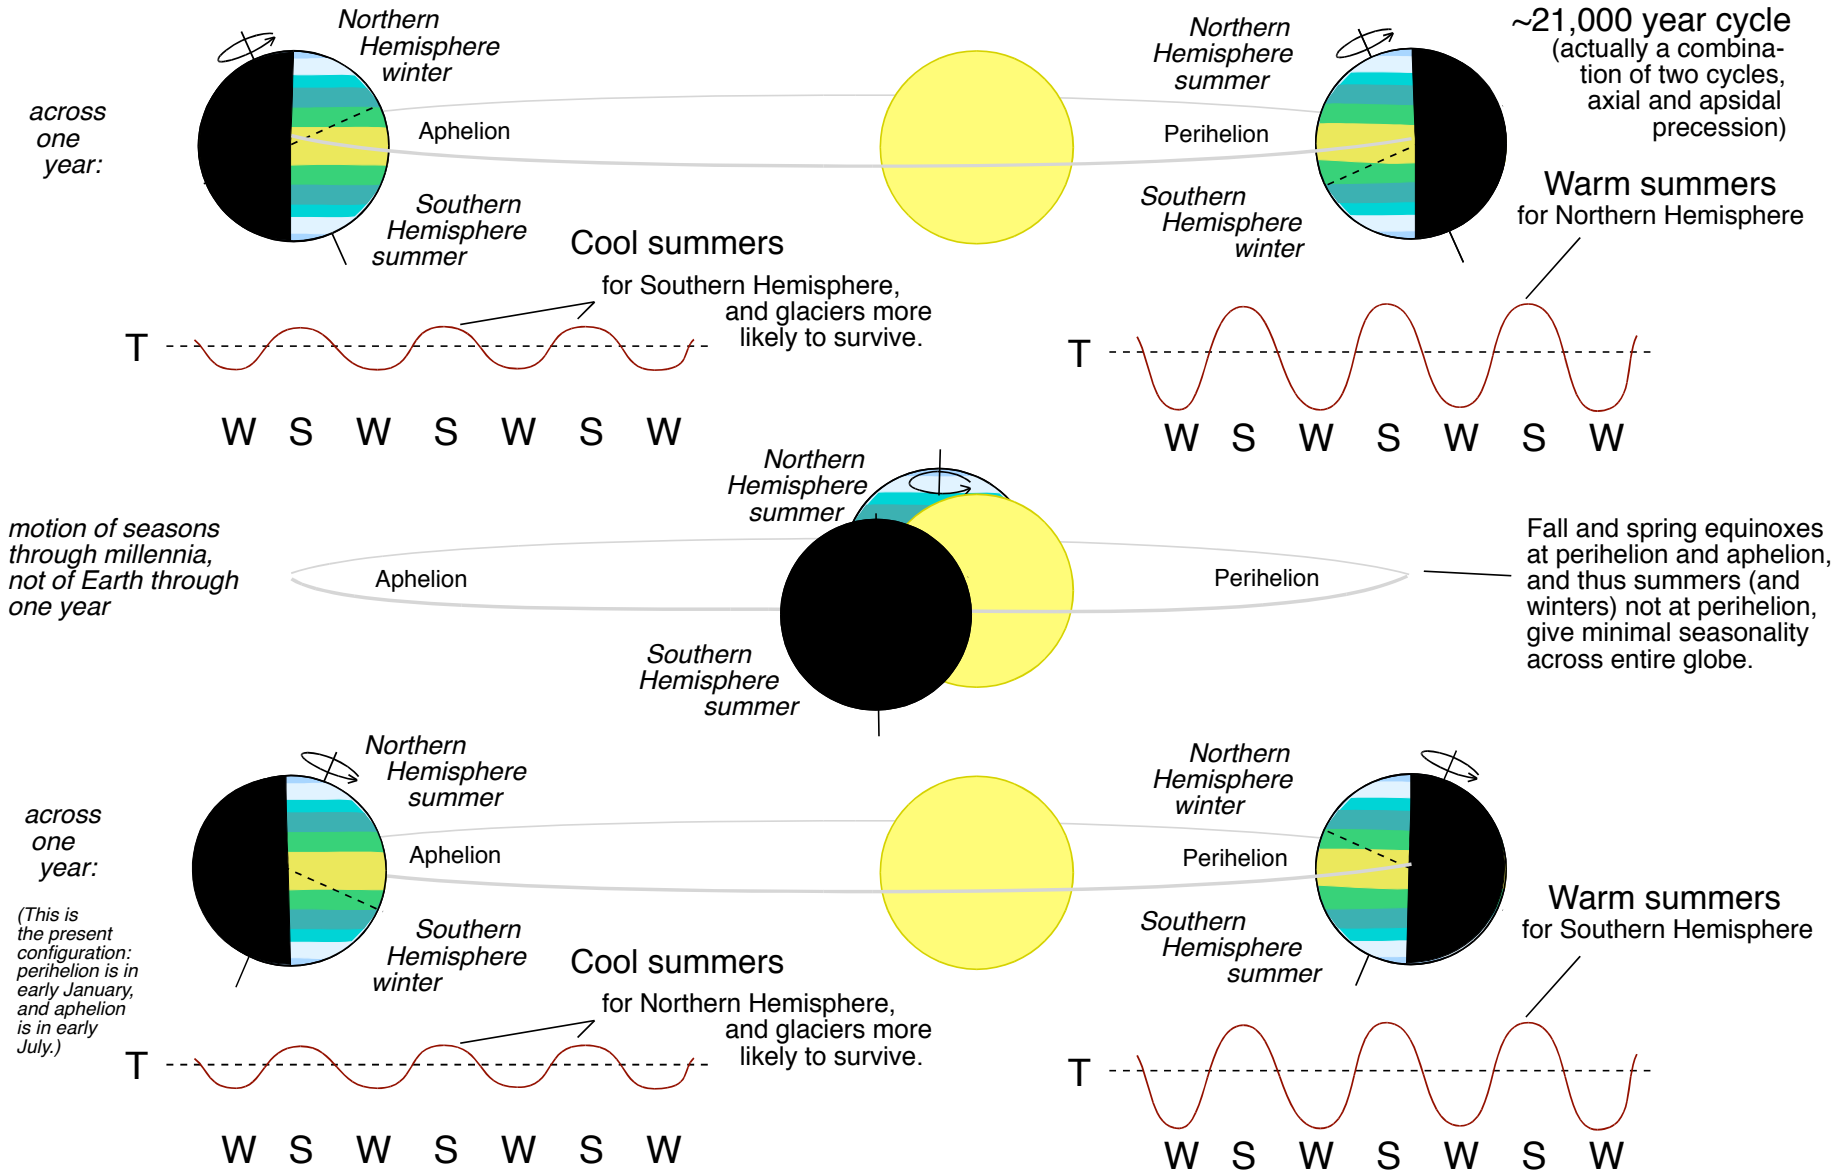 Northern
Hemisphere
winter
across
one
year:
Aphelion
Southern
Hemisphere
summer
Northern
Hemisphere
summer
Perihelion
Southern
Hemisphere
winter
~21,000 year cycle
(actually a combina-
tion of two cycles,
axial and apsidal
precession)
Cool summers
for Southern Hemisphere,
and glaciers more
likely to survive.
T
W S W S W S W
Warm summers
for Northern Hemisphere
T
W S W S W S W
motion of seasons
through millennia,
not of Earth through
one year
Aphelion
Northern
Hemisphere
summer
Southern
Hemisphere
summer
Perihelion
Fall and spring equinoxes
at perihelion and aphelion,
and thus summers (and
winters) not at perihelion,
give minimal seasonality
across entire globe.
across
one
year:
(This is
the present
configuration:
perihelion is in
early January,
and aphelion
is in early
July.)
Northern
Hemisphere
summer
Aphelion
Southern
Hemisphere
winter
Northern
Hemisphere
winter
Perihelion
Southern
Hemisphere
summer
Cool summers
for Northern Hemisphere,
and glaciers more
likely to survive.
T
W S W S W S W
Warm summers
for Southern Hemisphere
T
W S W S W S W